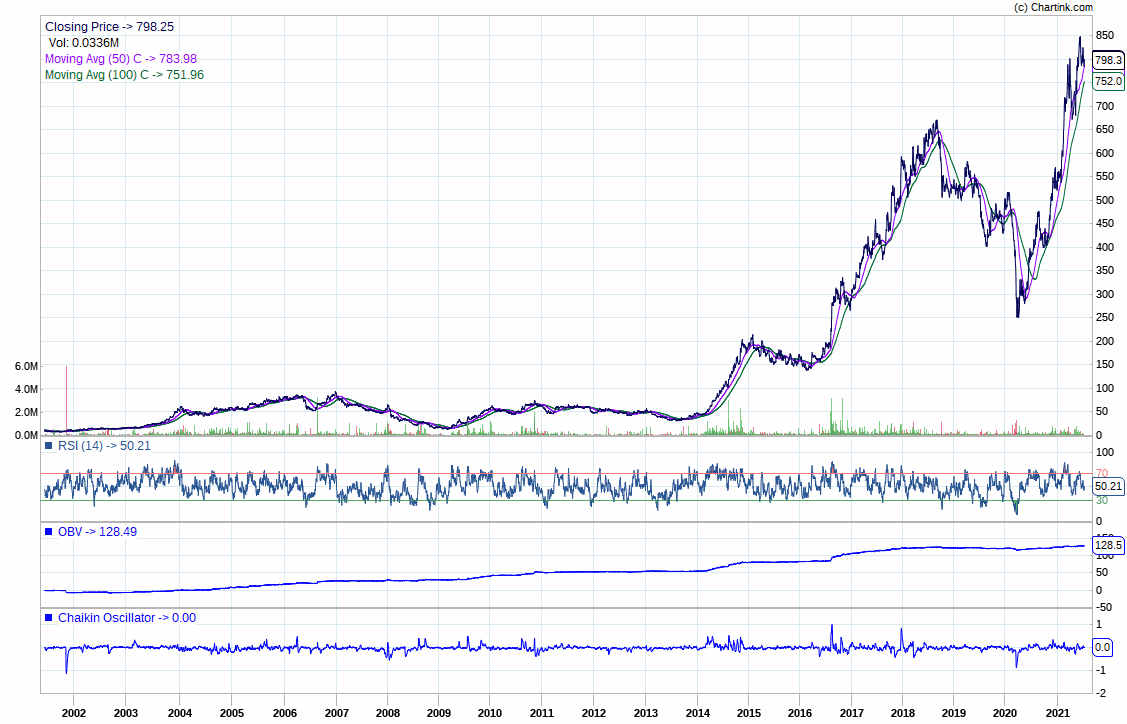 (c) Chartink.com
Closing Price -> 798.25
Vol: 0.0336M
Moving Avg (50) C -> 783.98
Moving Avg (100) C -> 751.96
850
798.3
752.0
700
650
600
550
500
450
400
350
300
250
200
150
100
50
0
6.0M
4.0M
2.0M
0.0M
RSI (14) -> 50.21
100
70
50.21
30
0
OBV -> 128.49
128.5
100
50
0
-50
Chaikin Oscillator -> 0.00
1
0.0
-1
-2
2002 2003 2004 2005 2006 2007 2008 2009 2010 2011 2012 2013 2014 2015 2016 2017 2018 2019 2020 2021